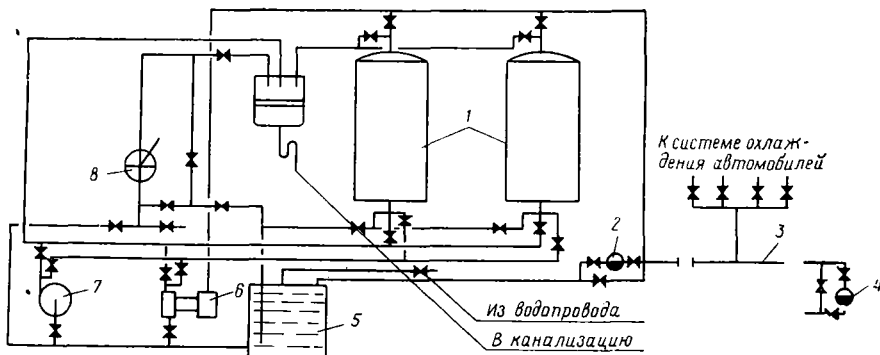 1
К системе охлаж-
дения автомобилей
8
2
3
4
6
7
5
Из водопровода
В канализацию